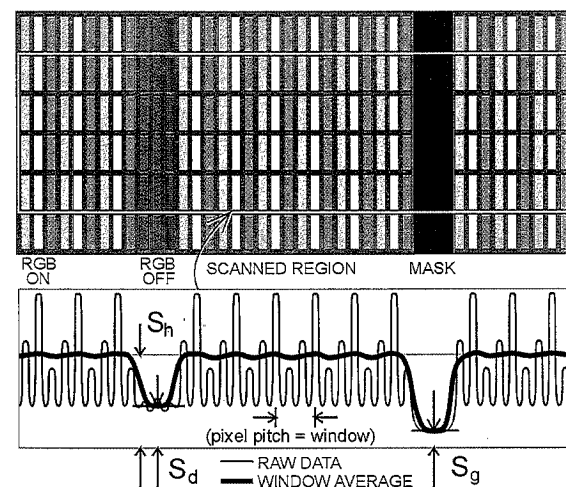 RGB ON
RGB OFF
SCANNED REGION
MASK
Sh
(pixel pitch = window)
Sd
RAW DATA
WINDOW AVERAGE
Sg